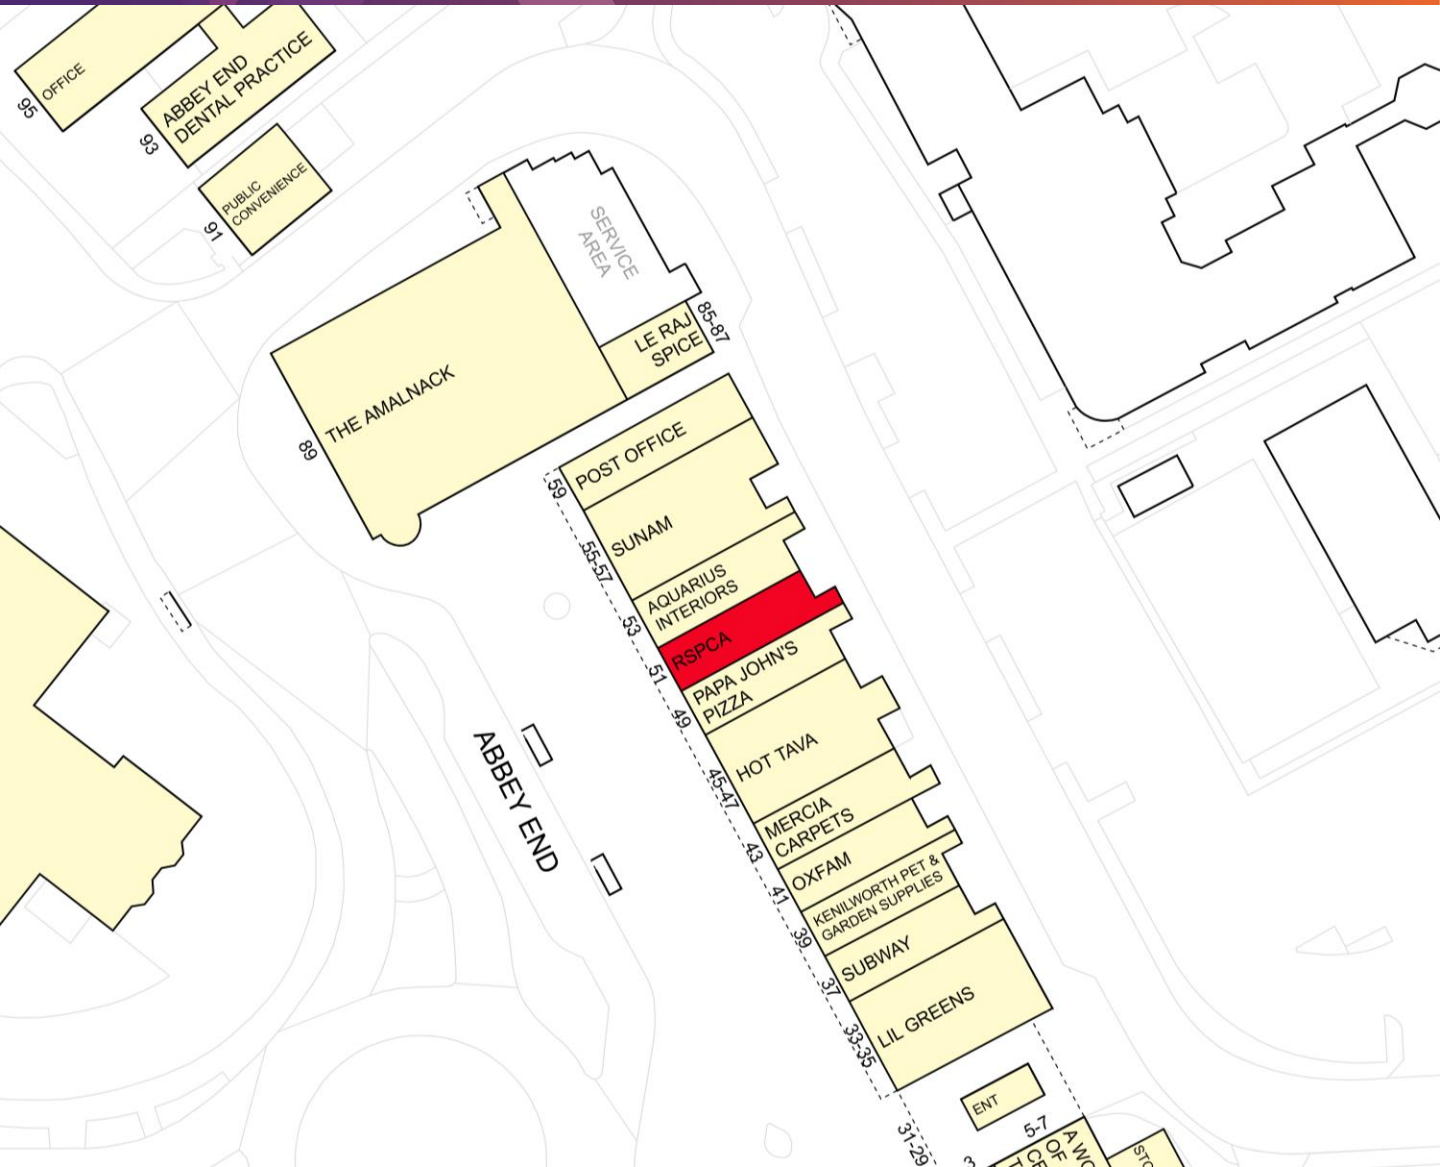 OFFICE
95
ABBEY END
DENTAL PRACTICE
93
PUBLIC
CONVENIENCE
91
SERVICE
AREA
85-87
LE RAJ
SPICE
THE AMALNACK
89
POST OFFICE
59
SUNAM
55-57
AQUARIUS
INTERIORS
53
RSPCA
51
PAPA JOHN'S
PIZZA
49
HOT TAVA
45-47
ABBEY END
MERCIA
CARPETS
43
OXFAM
41
KENILWORTH PET &
GARDEN SUPPLIES
39
SUBWAY
37
LIL GREENS
33-35
ENT
5-7
31-29
A WO
OF